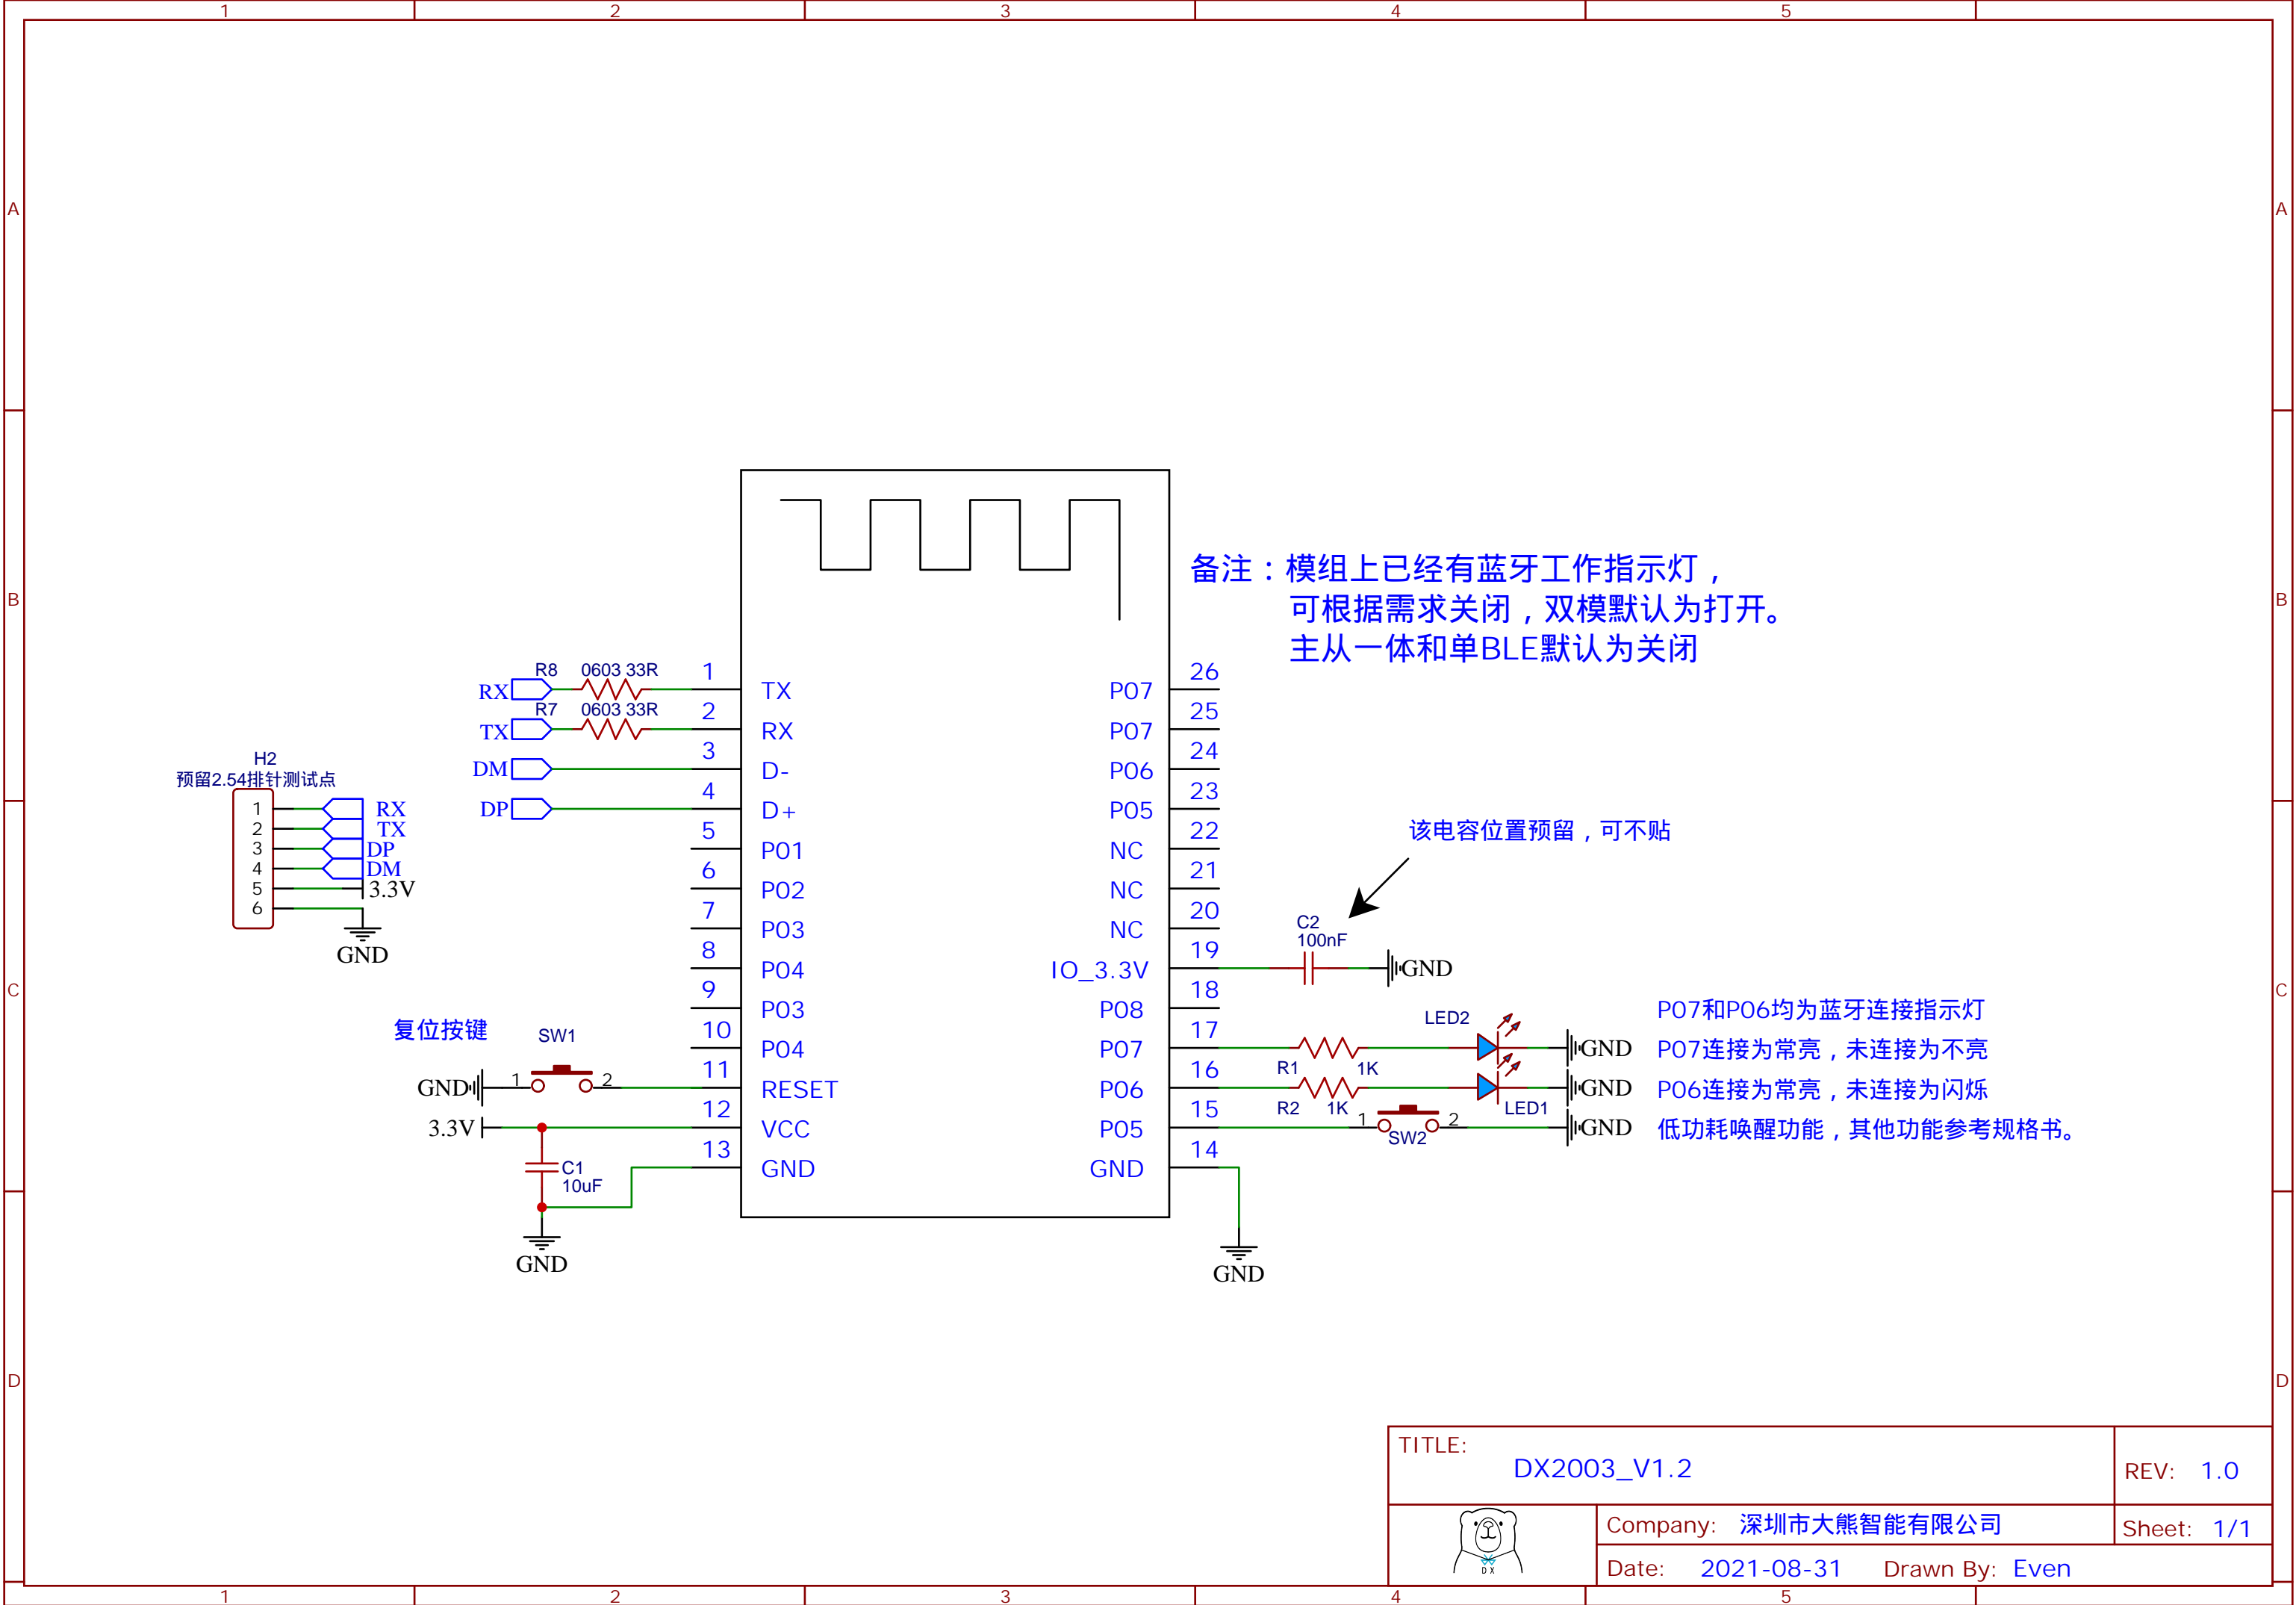 1 2 3 4 5
A A
备注：模组上已经有蓝牙工作指示灯，
可根据需求关闭，双模默认为打开。
主从一体和单BLE默认为关闭
B B
RX R8 0603 33R 1 TX
TX R7 0603 33R 2 RX
DM 3 D-
DP 4 D+
5 P01
6 P02
7 P03
8 P04
9 P03
10 P04
11 RESET
12 VCC
13 GND
26 P07
25 P07
24 P06
23 P05
22 NC
21 NC
20 NC
19 IO_3.3V
18 P08
17 P07
16 P06
15 P05
14 GND
H2
预留2.54排针测试点
1 RX
2 TX
3 DP
4 DM
5 3.3V
6
GND
复位按键
SW1
GND 1 2
3.3V
C1
10uF
GND
该电容位置预留，可不贴
C2
100nF
GND
C C
LED2
R1 1K GND
R2 1K LED1 GND
1 SW2 2 GND
GND
P07和P06均为蓝牙连接指示灯
P07连接为常亮，未连接为不亮
P06连接为常亮，未连接为闪烁
低功耗唤醒功能，其他功能参考规格书。
D D
TITLE:
DX2003_V1.2
REV: 1.0
DX
Company: 深圳市大熊智能有限公司
Sheet: 1/1
Date: 2021-08-31 Drawn By: Even
1 2 3 4 5